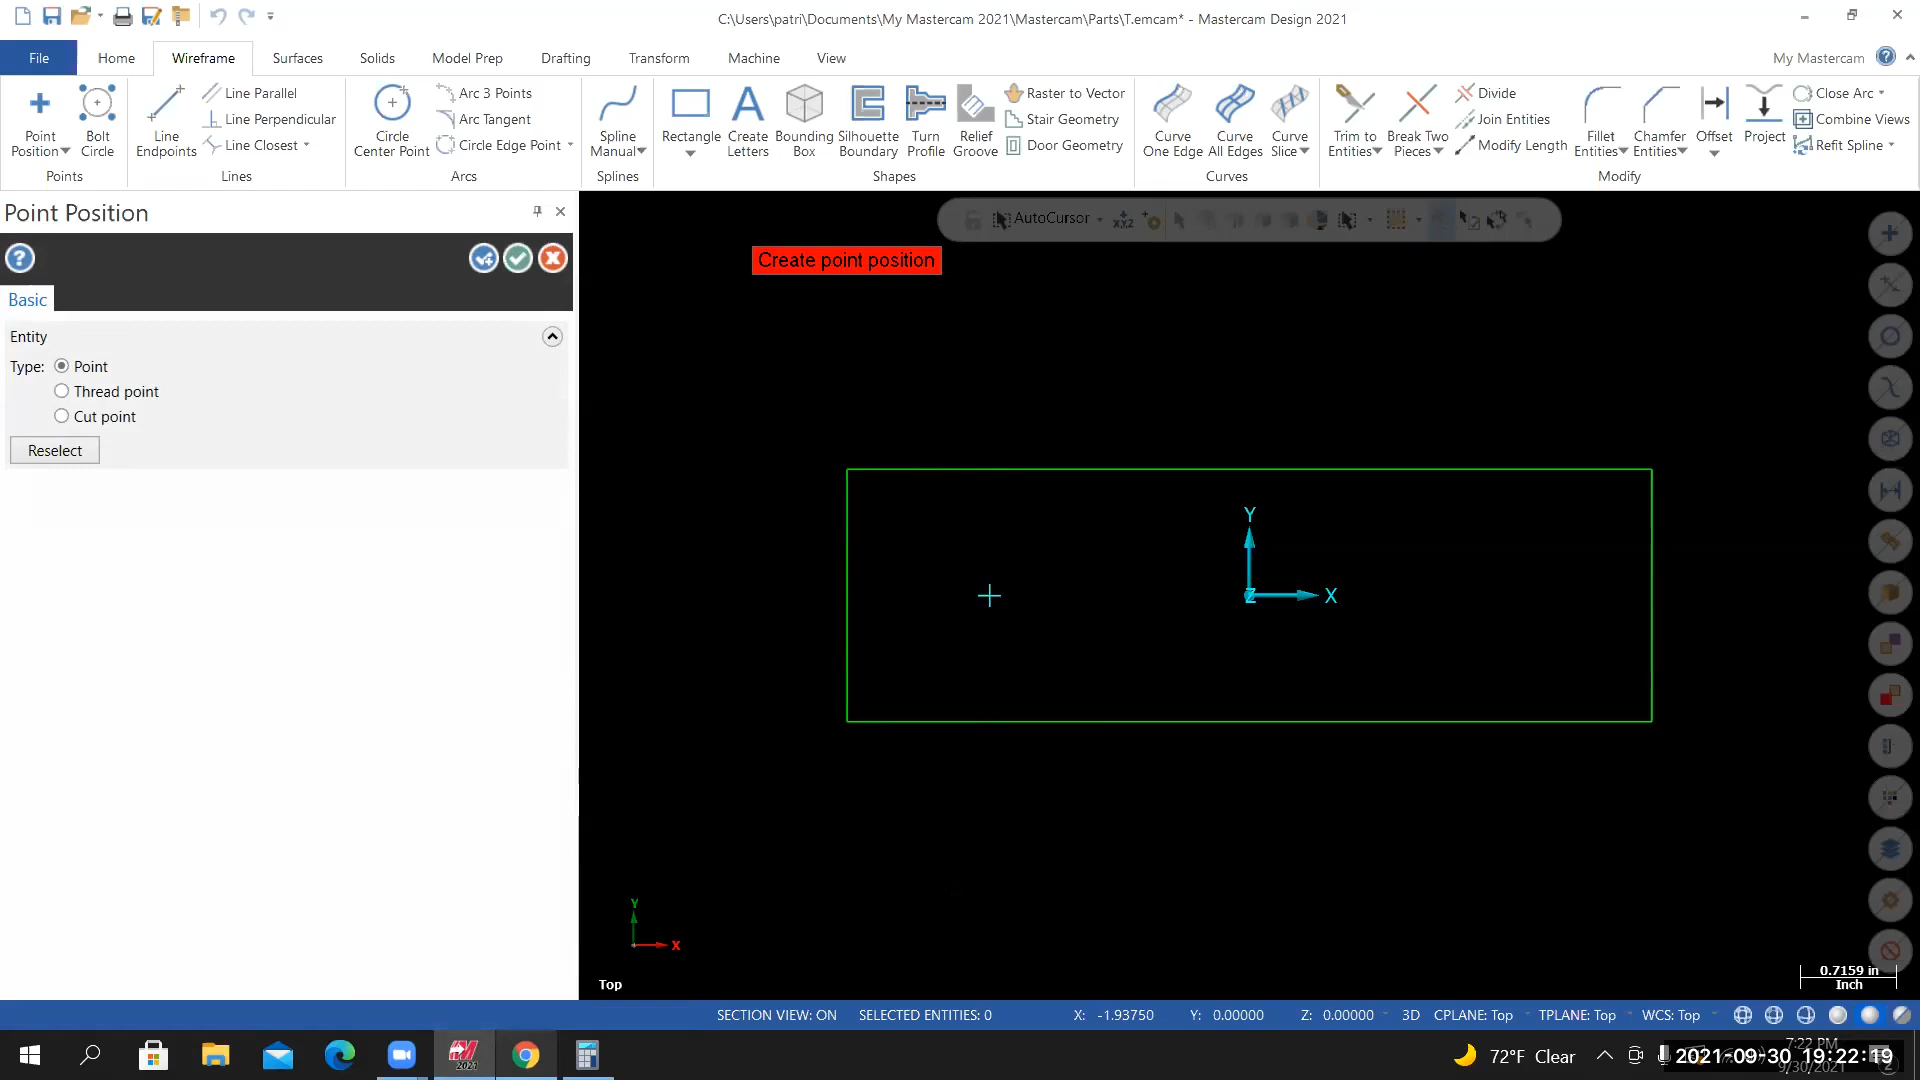 C:\Users\patri\Documents\My Mastercam 2021\Mastercam\Parts\T.emcam* - Mastercam Design 2021
File Home Wireframe Surfaces Solids Model Prep Drafting Transform Machine View My Mastercam
Point Position
Bolt Circle
Points
Line Endpoints
Line Parallel
Line Perpendicular
Line Closest
Lines
Circle Center Point
Arc 3 Points
Arc Tangent
Circle Edge Point
Arcs
Spline Manual
Splines
Rectangle
Create Letters
Bounding Box
Silhouette Boundary
Turn Profile
Relief Groove
Raster to Vector
Stair Geometry
Door Geometry
Shapes
Curve One Edge
Curve All Edges
Curve Slice
Curves
Trim to Entities
Break Two Pieces
Divide
Join Entities
Modify Length
Fillet Entities
Chamfer Entities
Offset
Project
Close Arc
Combine Views
Refit Spline
Modify
Point Position
Basic
Entity
Type: Point
Thread point
Cut point
Reselect
AutoCursor
Create point position
Y
Z X
Y
X
Top
0.7159 in
Inch
SECTION VIEW: ON SELECTED ENTITIES: 0 X: -1.93750 Y: 0.00000 Z: 0.00000 3D CPLANE: Top TPLANE: Top WCS: Top
2021
72°F Clear
7:22 PM
9/30/2021
2021-09-30 19:22:19
2